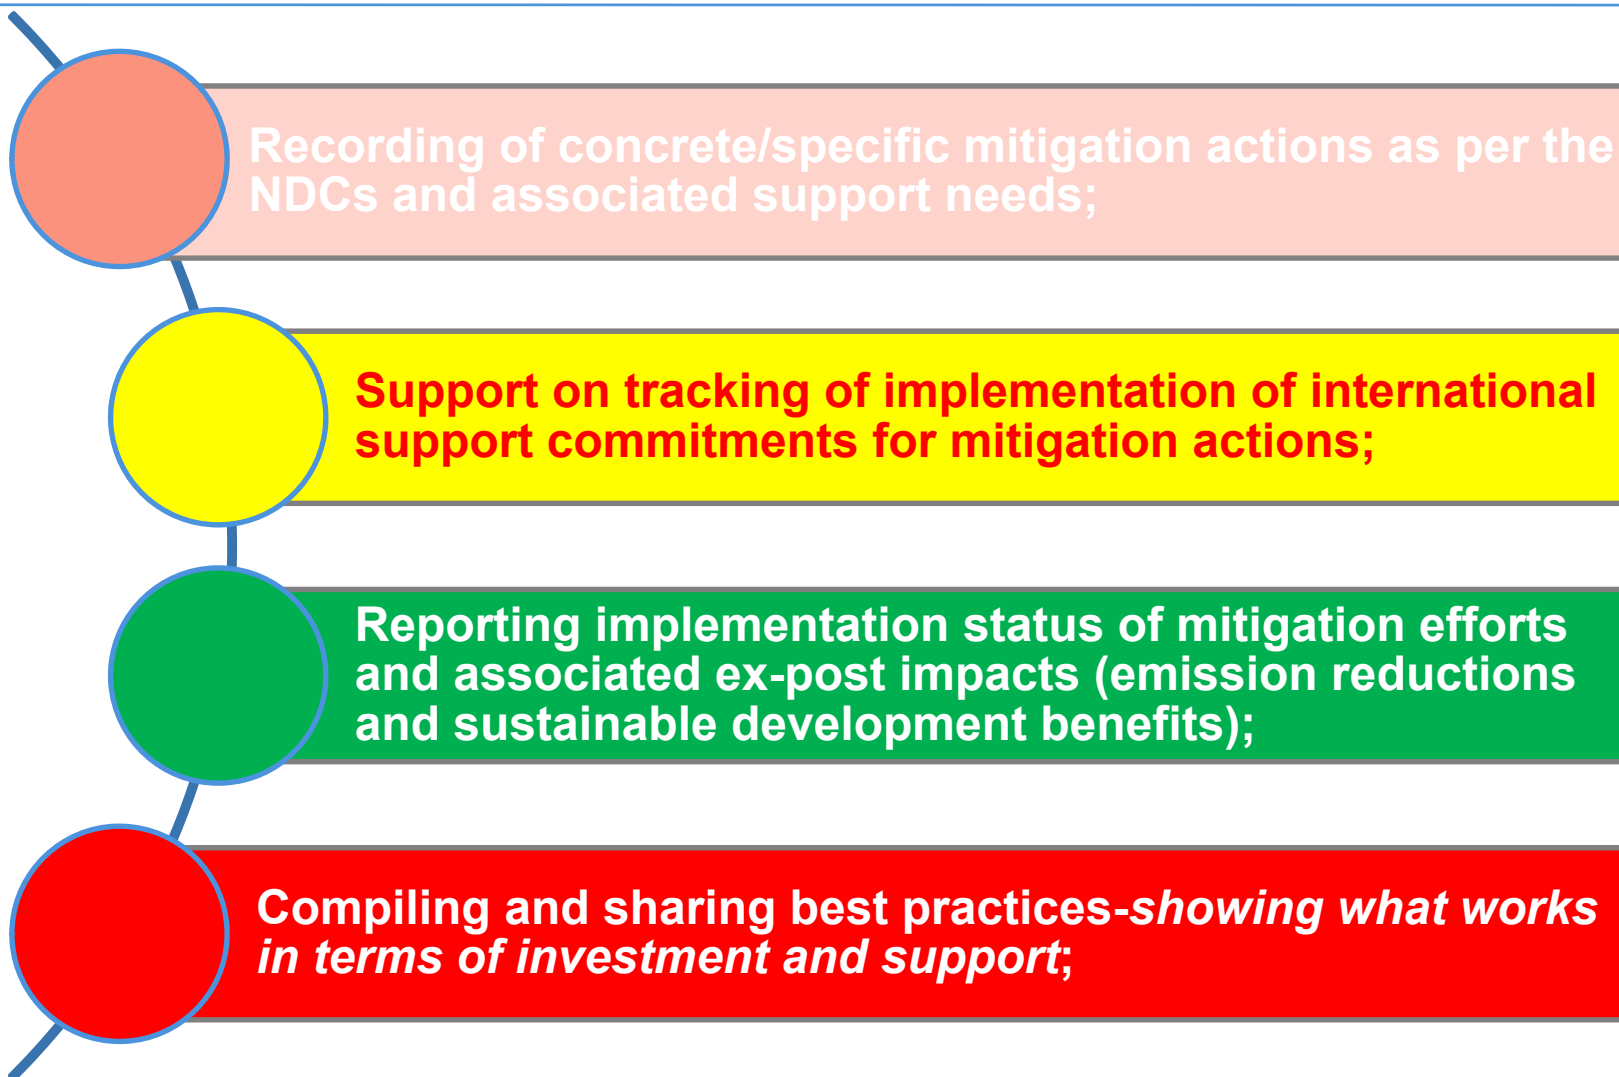 Recording of concrete/specific mitigation actions as per the
NDCs and associated support needs;
Support on tracking of implementation of international
support commitments for mitigation actions;
Reporting implementation status of mitigation efforts
and associated ex-post impacts (emission reductions
and sustainable development benefits);
Compiling and sharing best practices-showing what works
in terms of investment and support;